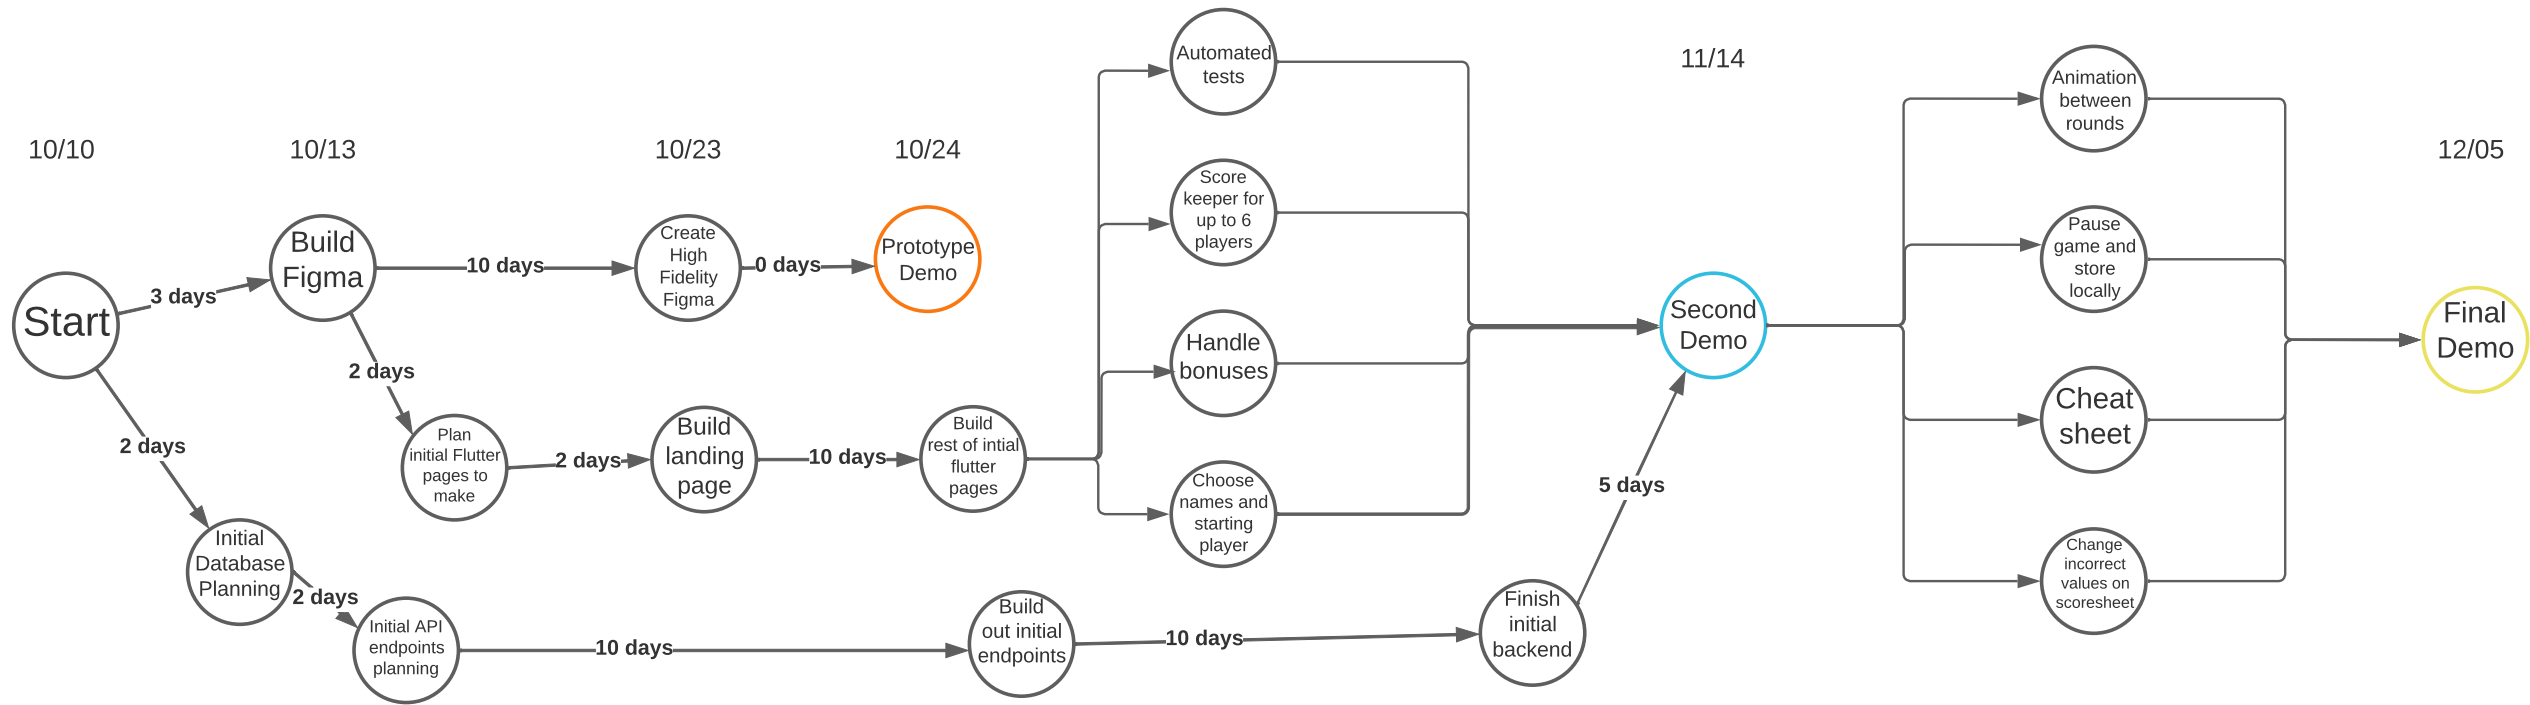 10/10
10/13
10/23
10/24
11/14
12/05
Start
3 days
Build
Figma
10 days
Create
High
Fidelity
Figma
0 days
Prototype
Demo
2 days
Plan
initial Flutter
pages to
make
2 days
Build
landing
page
10 days
Build
rest of intial
flutter
pages
Automated
tests
Score
keeper for
up to 6
players
Handle
bonuses
Choose
names and
starting
player
2 days
Initial
Database
Planning
2 days
Initial API
endpoints
planning
10 days
Build
out initial
endpoints
10 days
Finish
initial
backend
5 days
Second
Demo
Animation
between
rounds
Pause
game and
store
locally
Cheat
sheet
Change
incorrect
values on
scoresheet
Final
Demo